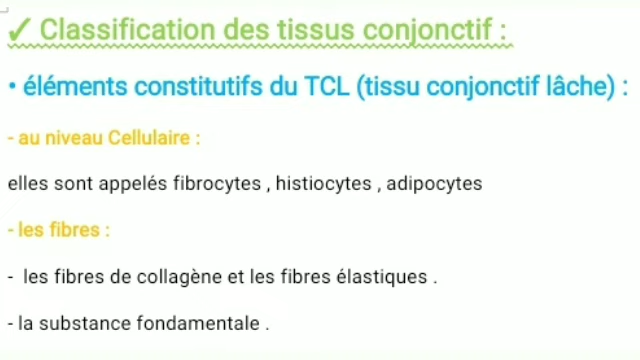 ✓ Classification des tissus conjonctif :
• éléments constitutifs du TCL (tissu conjonctif lâche) :
- au niveau Cellulaire :
elles sont appelés fibrocytes , histiocytes , adipocytes
- les fibres :
- les fibres de collagène et les fibres élastiques .
- la substance fondamentale .